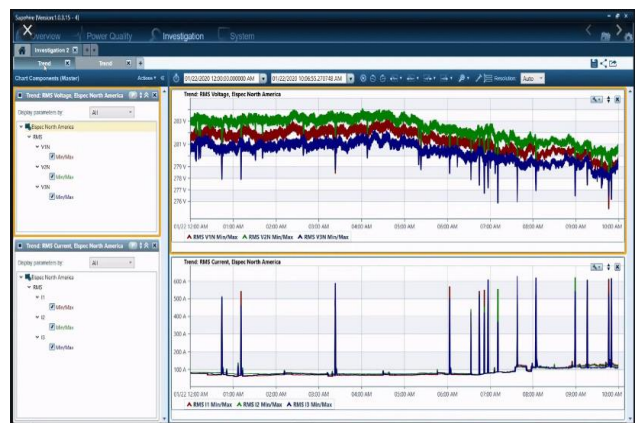 Sapphire [Version:1.0.3.15 - 4]
Overview
Power Quality
Investigation
System
Investigation 2
Trend
Trend
Chart Components (Master)
Actions
01/22/2020 12:00:00.000000 AM
01/22/2020 10:06:55.270748 AM
Resolution:
Auto
Trend: RMS Voltage, Elspec North America
Display parameters by:
All
Elspec North America
RMS
V1N
Min/Max
V2N
Min/Max
V3N
Min/Max
Trend: RMS Voltage, Elspec North America
283 V
281 V
279 V
278 V
277 V
276 V
01/22 12:00 AM 01:00 AM 02:00 AM 03:00 AM 04:00 AM 05:00 AM 06:00 AM 07:00 AM 08:00 AM 09:00 AM 10:00 AM
RMS V1N Min/Max RMS V2N Min/Max RMS V3N Min/Max
Trend: RMS Current, Elspec North America
Display parameters by:
All
Elspec North America
RMS
I1
Min/Max
I2
Min/Max
I3
Min/Max
Trend: RMS Current, Elspec North America
600 A
500 A
400 A
300 A
200 A
100 A
01/22 12:00 AM 01:00 AM 02:00 AM 03:00 AM 04:00 AM 05:00 AM 06:00 AM 07:00 AM 08:00 AM 09:00 AM 10:00 AM
RMS I1 Min/Max RMS I2 Min/Max RMS I3 Min/Max